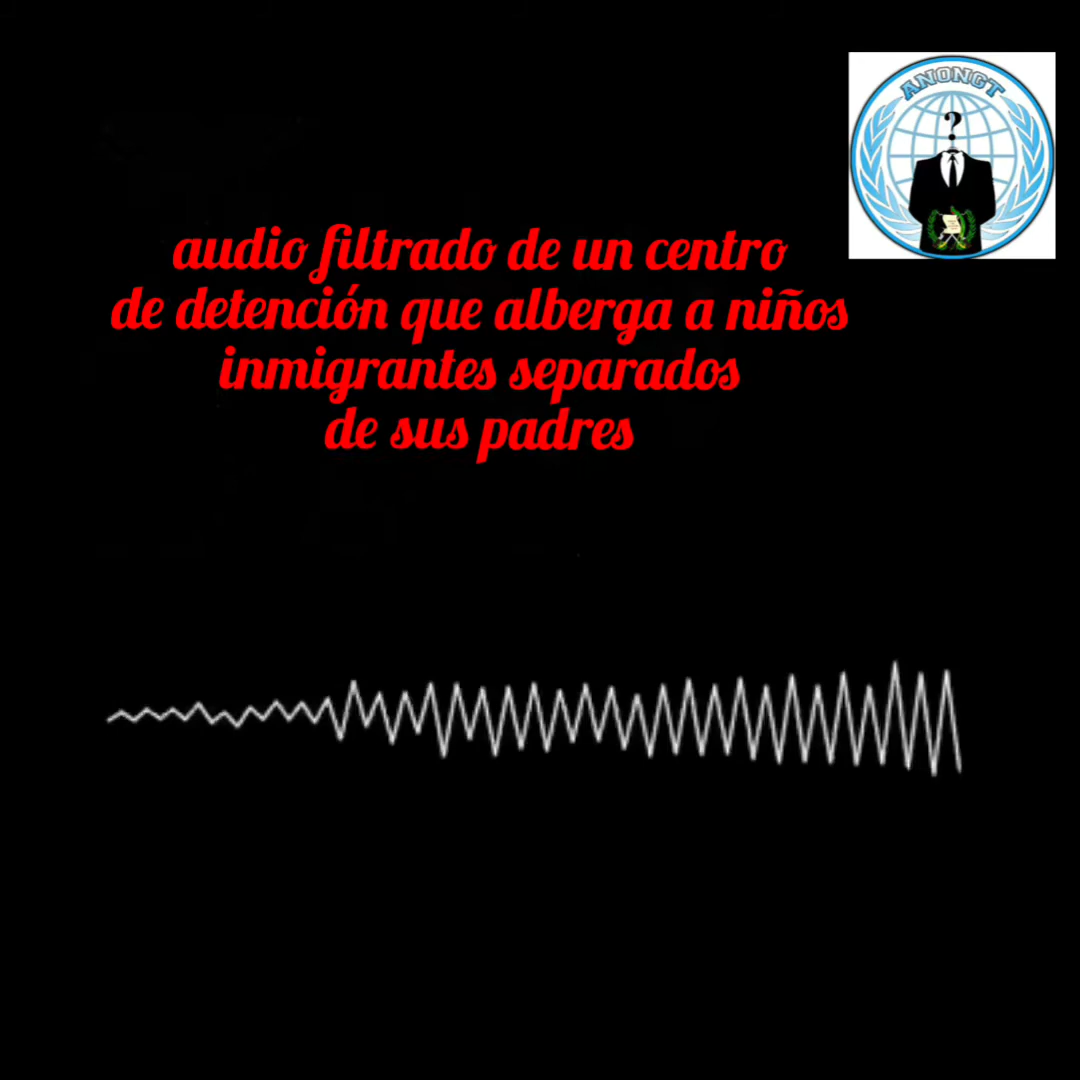 ANONGT
?
audio filtrado de un centro
de detención que alberga a niños
inmigrantes separados
de sus padres